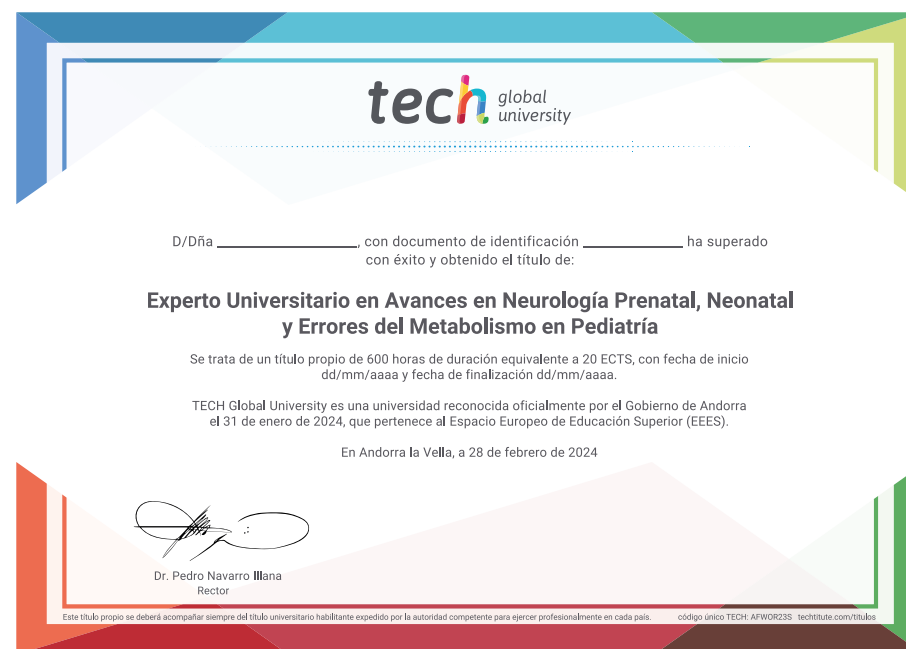 tech global university
D/Dña ____________________, con documento de identificación ______________ ha superado
con éxito y obtenido el título de:
Experto Universitario en Avances en Neurología Prenatal, Neonatal
y Errores del Metabolismo en Pediatría
Se trata de un título propio de 600 horas de duración equivalente a 20 ECTS, con fecha de inicio
dd/mm/aaaa y fecha de finalización dd/mm/aaaa.
TECH Global University es una universidad reconocida oficialmente por el Gobierno de Andorra
el 31 de enero de 2024, que pertenece al Espacio Europeo de Educación Superior (EEES).
En Andorra la Vella, a 28 de febrero de 2024
Dr. Pedro Navarro Illana
Rector
Este título propio se deberá acompañar siempre del título universitario habilitante expedido por la autoridad competente para ejercer profesionalmente en cada país. código único TECH: AFWOR23S techtitute.com/titulos